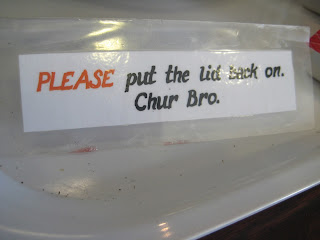 PLEASE put the lid back on.
Chur Bro.